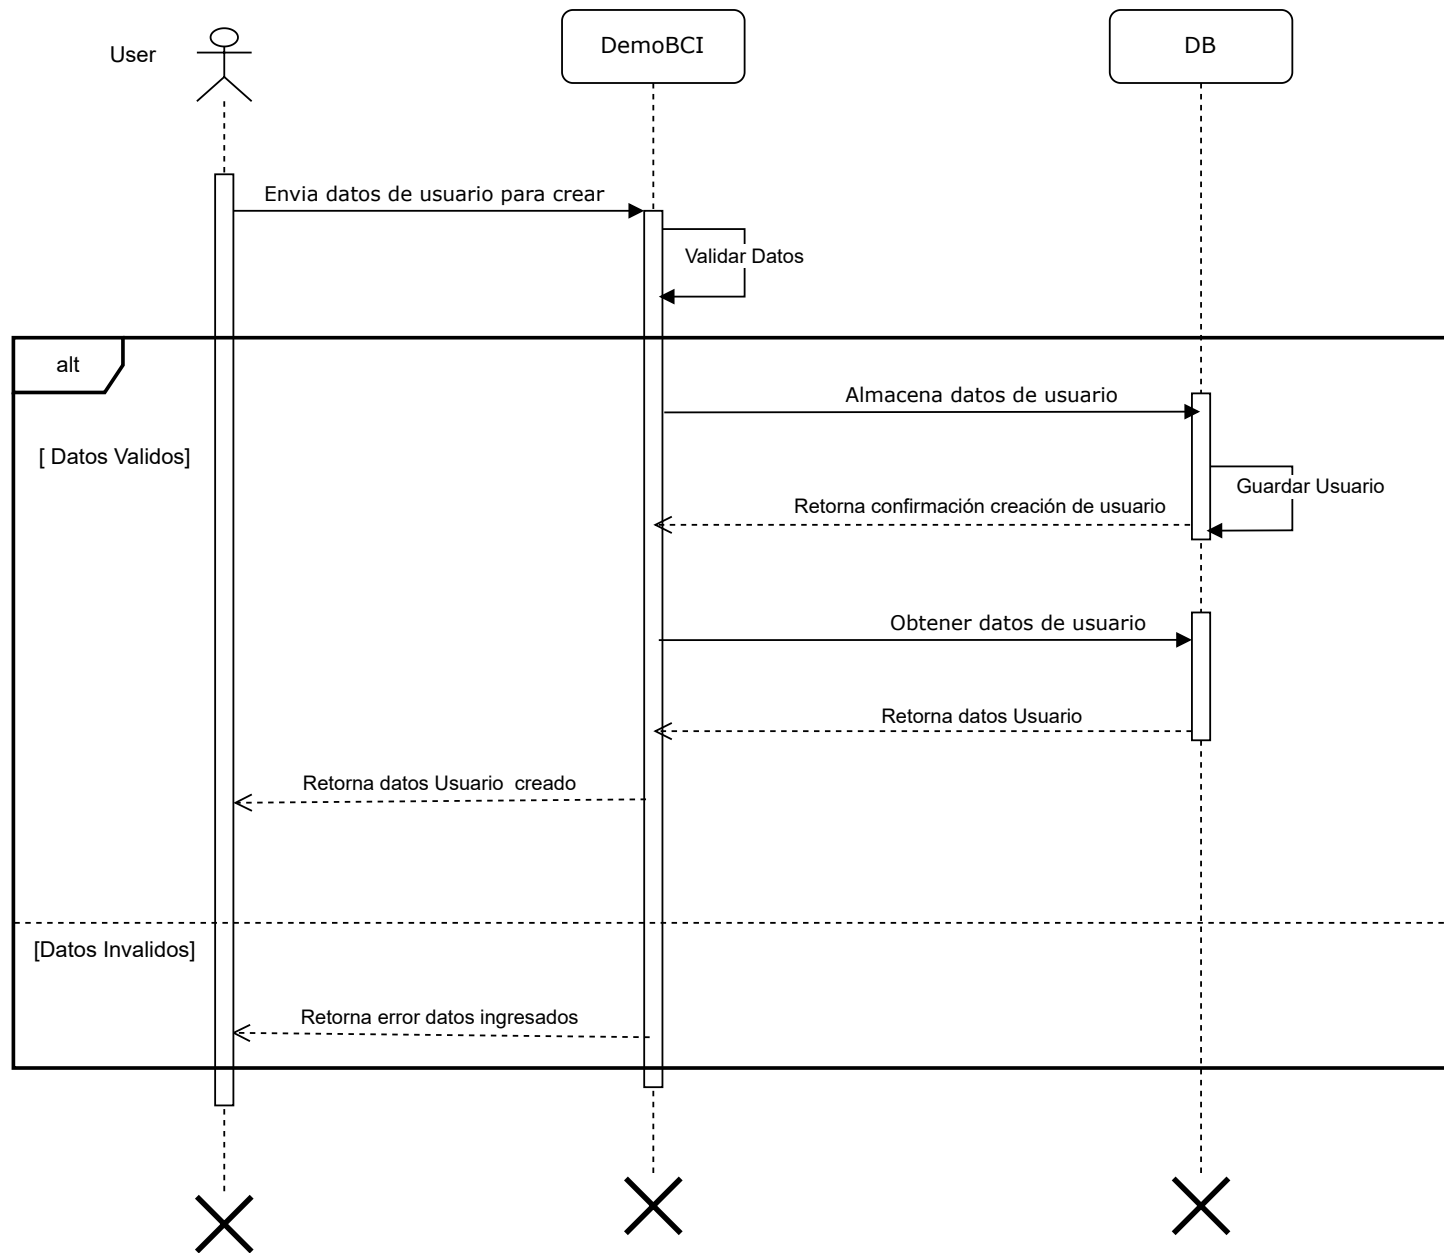 User
DemoBCI
DB
Envia datos de usuario para crear
Validar Datos
alt
Almacena datos de usuario
[ Datos Validos]
Guardar Usuario
Retorna confirmación creación de usuario
Obtener datos de usuario
Retorna datos Usuario
Retorna datos Usuario  creado
[Datos Invalidos]
Retorna error datos ingresados